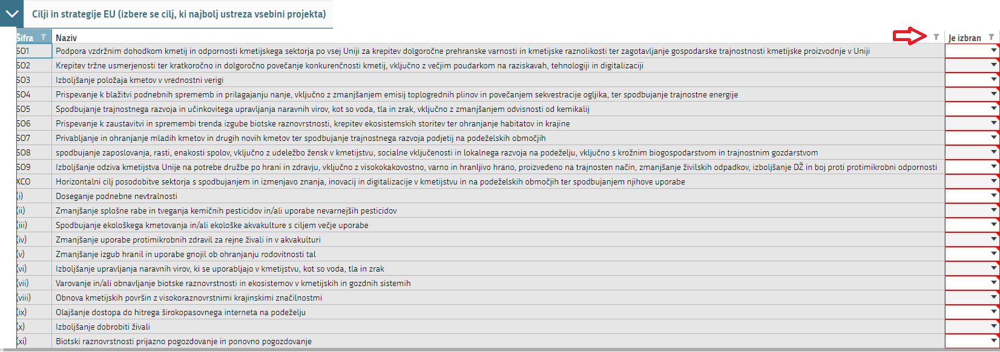 Cilji in strategije EU (izbere se cilj, ki najbolj ustreza vsebini projekta)
Šifra Naziv Je izbran
SO1 Podpora vzdržnim dohodkom kmetij in odpornosti kmetijskega sektorja po vsej Uniji za krepitev dolgoročne prehranske varnosti in kmetijske raznolikosti ter zagotavljanje gospodarske trajnostnosti kmetijske proizvodnje v Uniji
SO2 Krepitev tržne usmerjenosti ter kratkoročno in dolgoročno povečanje konkurenčnosti kmetij, vključno z večjim poudarkom na raziskavah, tehnologiji in digitalizaciji
SO3 Izboljšanje položaja kmetov v vrednostni verigi
SO4 Prispevanje k blažitvi podnebnih sprememb in prilagajanju nanje, vključno z zmanjšanjem emisij toplogrednih plinov in povečanjem sekvestracije ogljika, ter spodbujanje trajnostne energije
SO5 Spodbujanje trajnostnega razvoja in učinkovitega upravljanja naravnih virov, kot so voda, tla in zrak, vključno z zmanjšanjem odvisnosti od kemikalij
SO6 Prispevanje k zaustavitvi in spremembi trenda izgube biotske raznovrstnosti, krepitev ekosistemskih storitev ter ohranjanje habitatov in krajine
SO7 Privabljanje in ohranjanje mladih kmetov in drugih novih kmetov ter spodbujanje trajnostnega razvoja podjetij na podeželskih območjih
SO8 spodbujanje zaposlovanja, rasti, enakosti spolov, vključno z udeležbo žensk v kmetijstvu, socialne vključenosti in lokalnega razvoja na podeželju, vključno s krožnim biogospodarstvom in trajnostnim gozdarstvom
SO9 Izboljšanje odziva kmetijstva Unije na potrebe družbe po hrani in zdravju, vključno z visokokakovostno, varno in hranljivo hrano, proizvedeno na trajnosten način, zmanjšanje živilskih odpadkov, izboljšanje DŽ in boj proti protimikrobni odpornosti
XCO Horizontalni cilj posodobitve sektorja s spodbujanjem in izmenjavo znanja, inovacij in digitalizacije v kmetijstvu in na podeželskih območjih ter spodbujanjem njihove uporabe
(i) Doseganje podnebne nevtralnosti
(ii) Zmanjšanje splošne rabe in tveganja kemičnih pesticidov in/ali uporabe nevarnejših pesticidov
(iii) Spodbujanje ekološkega kmetovanja in/ali ekološke akvakulture s ciljem večje uporabe
(iv) Zmanjšanje uporabe protimikrobnih zdravil za rejne živali in v akvakulturi
(v) Zmanjšanje izgub hranil in uporabe gnojil ob ohranjanju rodovitnosti tal
(vi) Izboljšanje upravljanja naravnih virov, ki se uporabljajo v kmetijstvu, kot so voda, tla in zrak
(vii) Varovanje in/ali obnavljanje biotske raznovrstnosti in ekosistemov v kmetijskih in gozdnih sistemih
(viii) Obnova kmetijskih površin z visokoraznovrstnimi krajinskimi značilnostmi
(ix) Olajšanje dostopa do hitrega širokopasovnega interneta na podeželju
(x) Izboljšanje dobrobiti živali
(xi) Biotski raznovrstnosti prijazno pogozdovanje in ponovno pogozdovanje